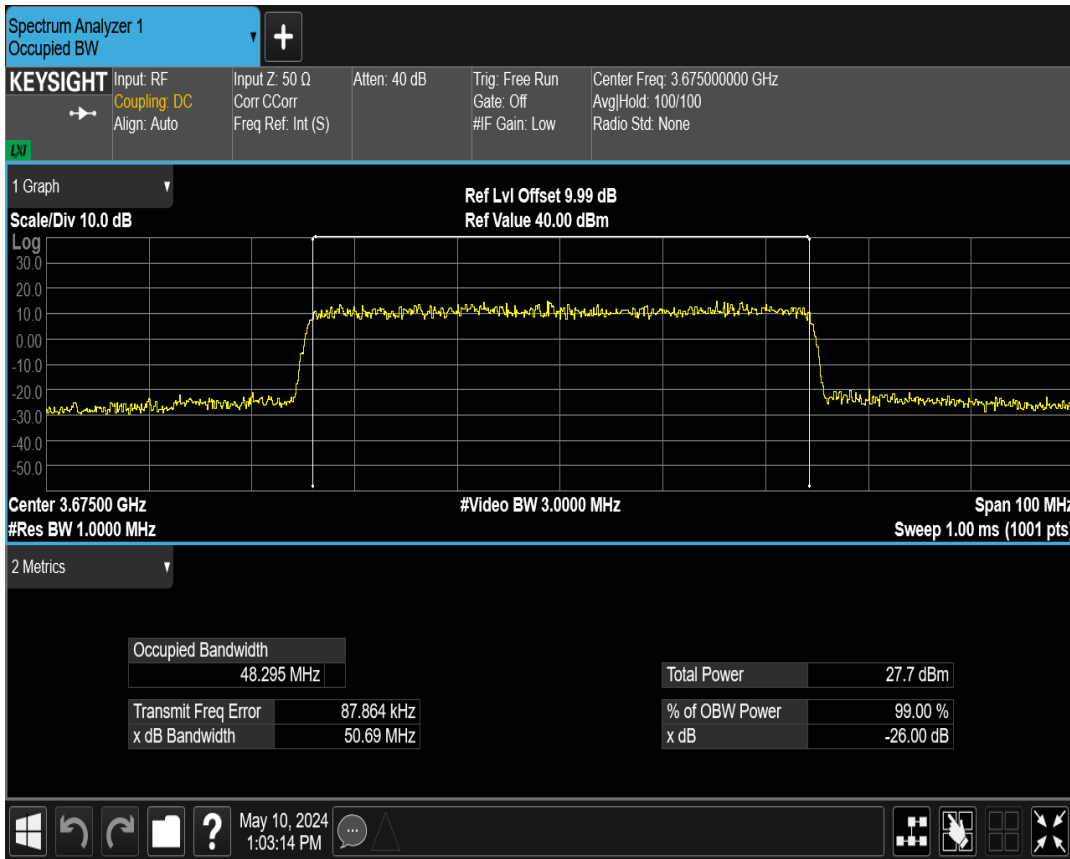 Spectrum Analyzer 1
Occupied BW
KEYSIGHT
LXI
Input: RF
Coupling: DC
Align: Auto
Input Z: 50 Ω
Corr CCorr
Freq Ref: Int (S)
Atten: 40 dB
Trig: Free Run
Gate: Off
#IF Gain: Low
Center Freq: 3.675000000 GHz
Avg|Hold: 100/100
Radio Std: None
1 Graph
Scale/Div 10.0 dB
Ref Lvl Offset 9.99 dB
Ref Value 40.00 dBm
Log
30.0
20.0
10.0
0.00
-10.0
-20.0
-30.0
-40.0
-50.0
Center 3.67500 GHz
#Video BW 3.0000 MHz
Span 100 MHz
#Res BW 1.0000 MHz
Sweep 1.00 ms (1001 pts)
2 Metrics
Occupied Bandwidth
48.295 MHz
Total Power 27.7 dBm
Transmit Freq Error 87.864 kHz
% of OBW Power 99.00 %
x dB Bandwidth 50.69 MHz
x dB -26.00 dB
?
May 10, 2024
1:03:14 PM